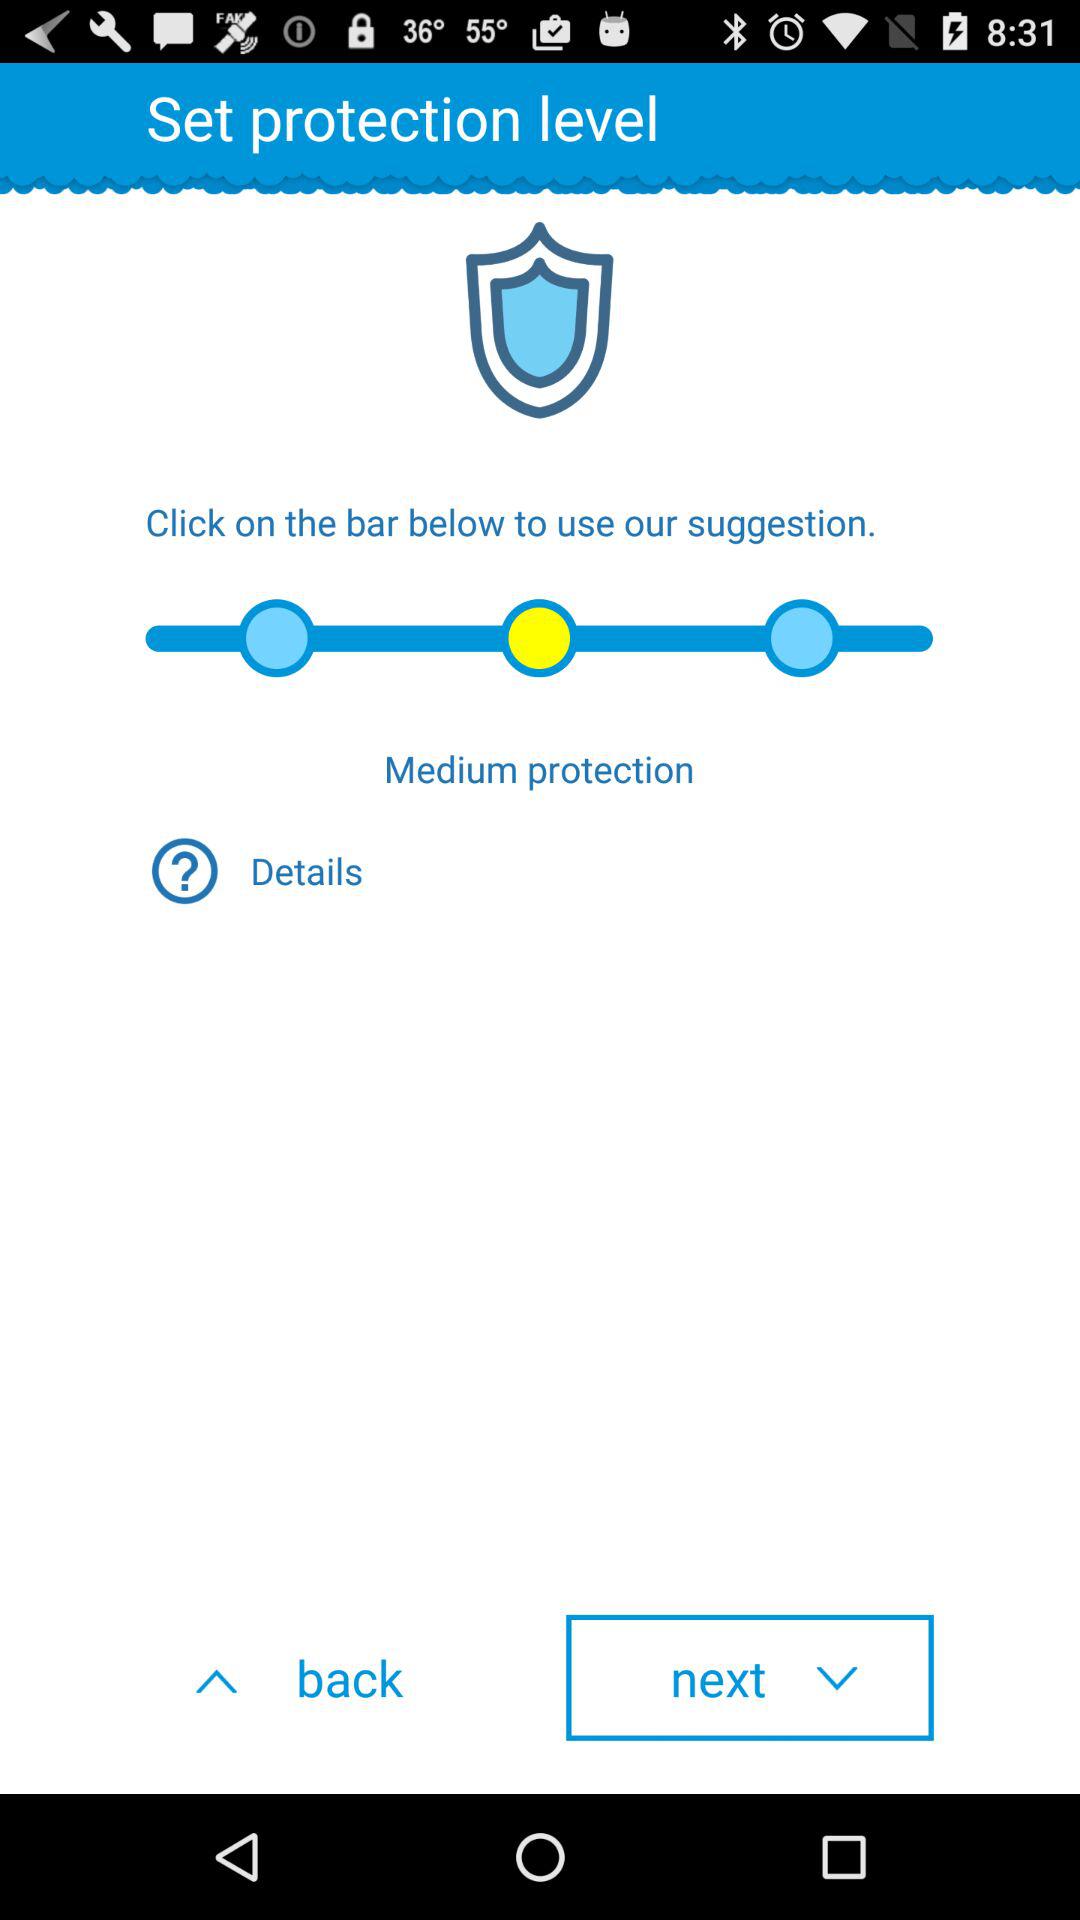 FAKE 36° 55° 8:31
Set protection level
Click on the bar below to use our suggestion.
Medium protection
? Details
back next